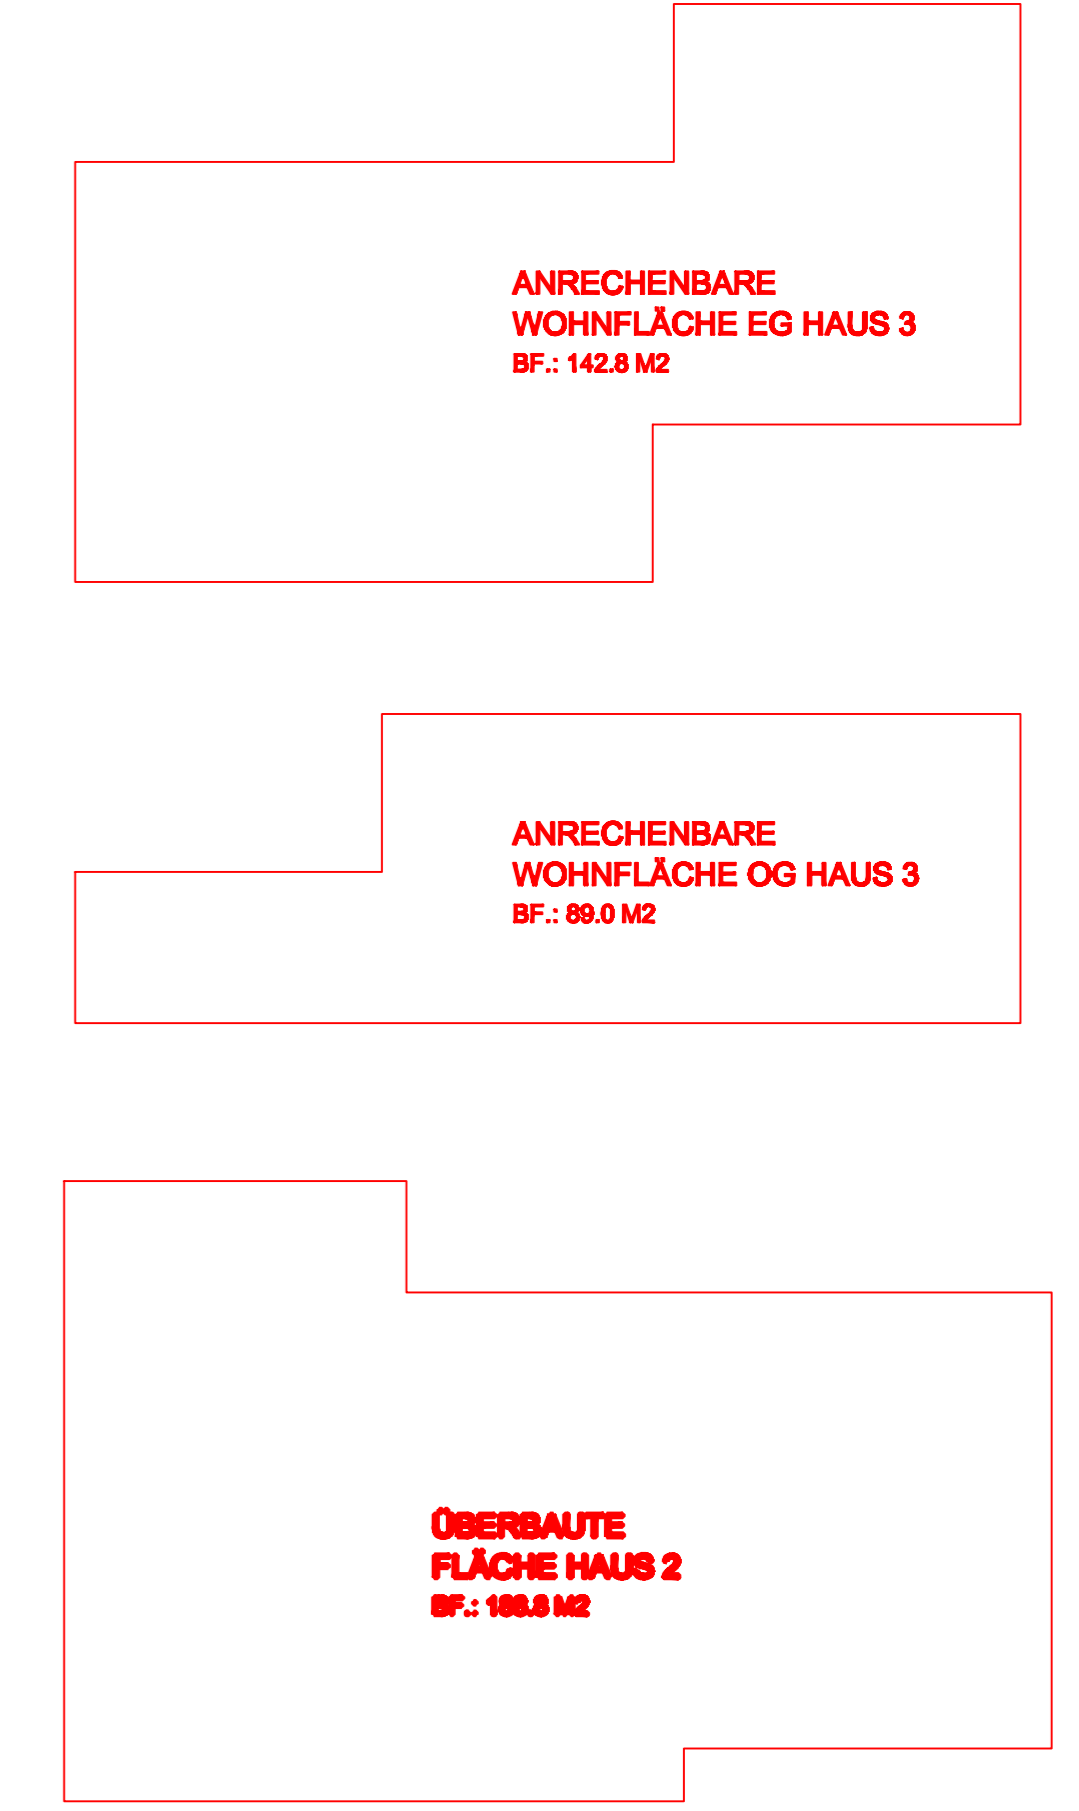 ANRECHENBARE
WOHNFLÄCHE EG HAUS 3
BF.: 142.8 M2
ANRECHENBARE
WOHNFLÄCHE OG HAUS 3
BF.: 89.0 M2
ÜBERBAUTE
FLÄCHE HAUS 2
BF.: M2